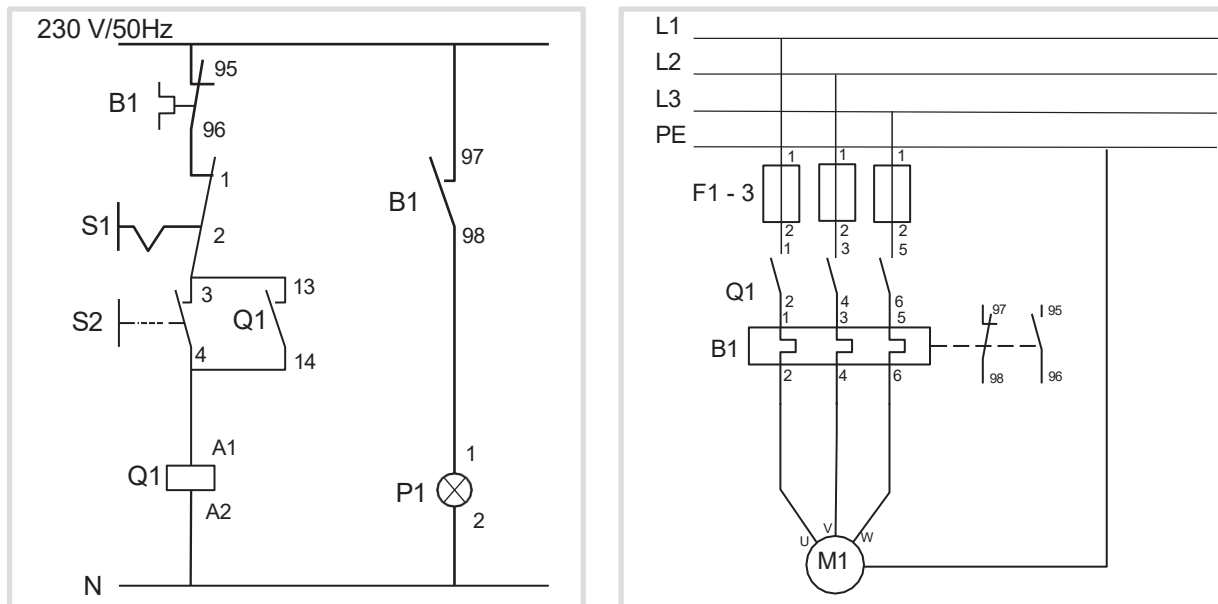 230 V/50Hz
95
B1
96
1
S1
2
3
13
S2
Q1
4
14
A1
Q1
A2
N
97
B1
98
1
P1
2
L1
L2
L3
PE
1 1 1
F1 - 3
2 2 2
1 3 5
Q1
2 4 6
1 3 5
B1
2 4 6
97 95
98 96
U V W
M1